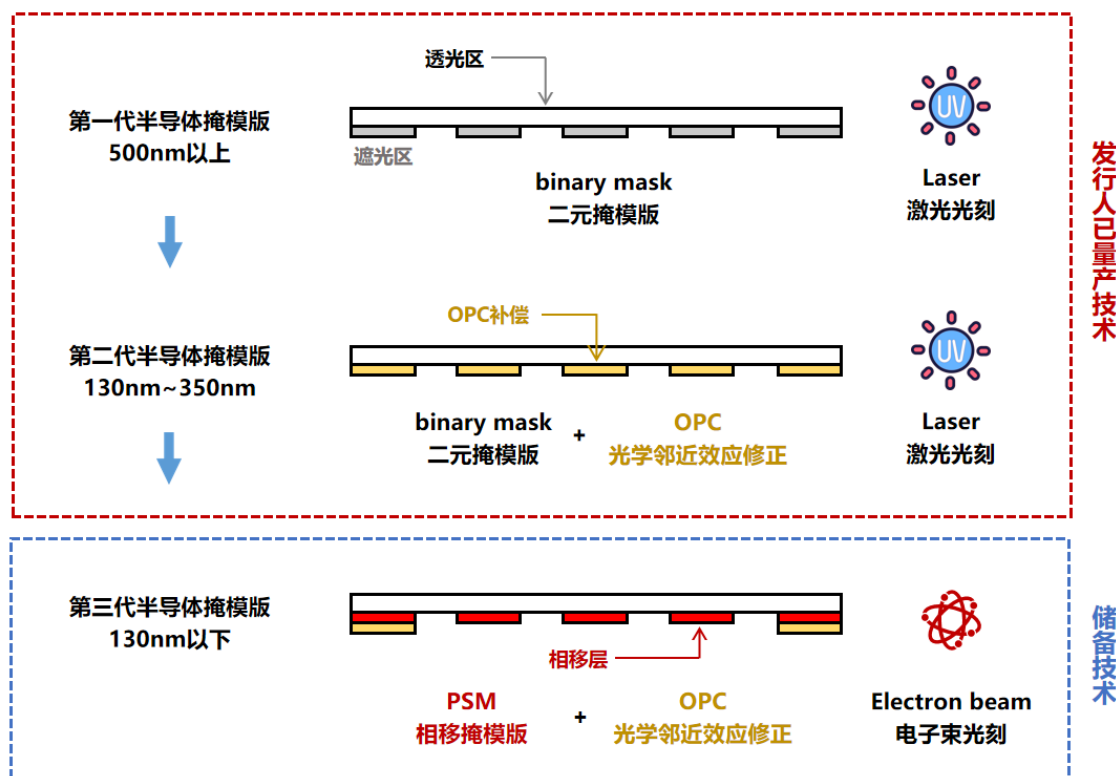 透光区
第一代半导体掩模版
500nm以上
遮光区
binary mask
二元掩模版
UV
Laser
激光光刻
发行人已量产技术
OPC补偿
第二代半导体掩模版
130nm~350nm
binary mask
二元掩模版
+
OPC
光学邻近效应修正
UV
Laser
激光光刻
第三代半导体掩模版
130nm以下
相移层
PSM
相移掩模版
+
OPC
光学邻近效应修正
Electron beam
电子束光刻
储备技术